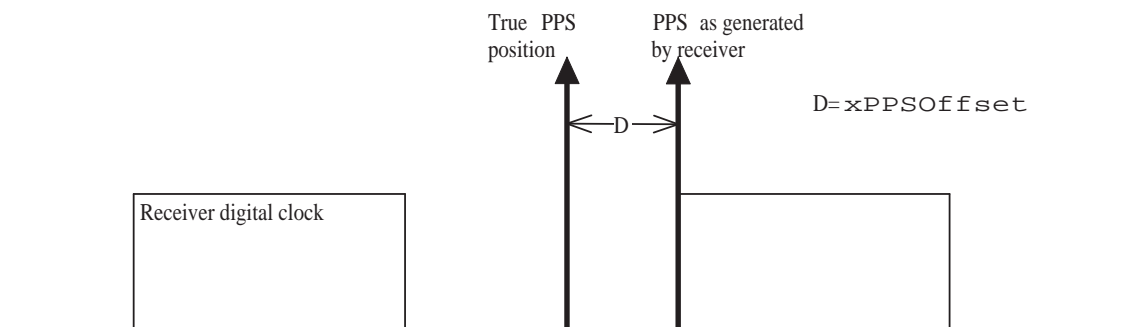 True PPS
position
PPS as generated
by receiver
D=xPPSOffset
D
Receiver digital clock